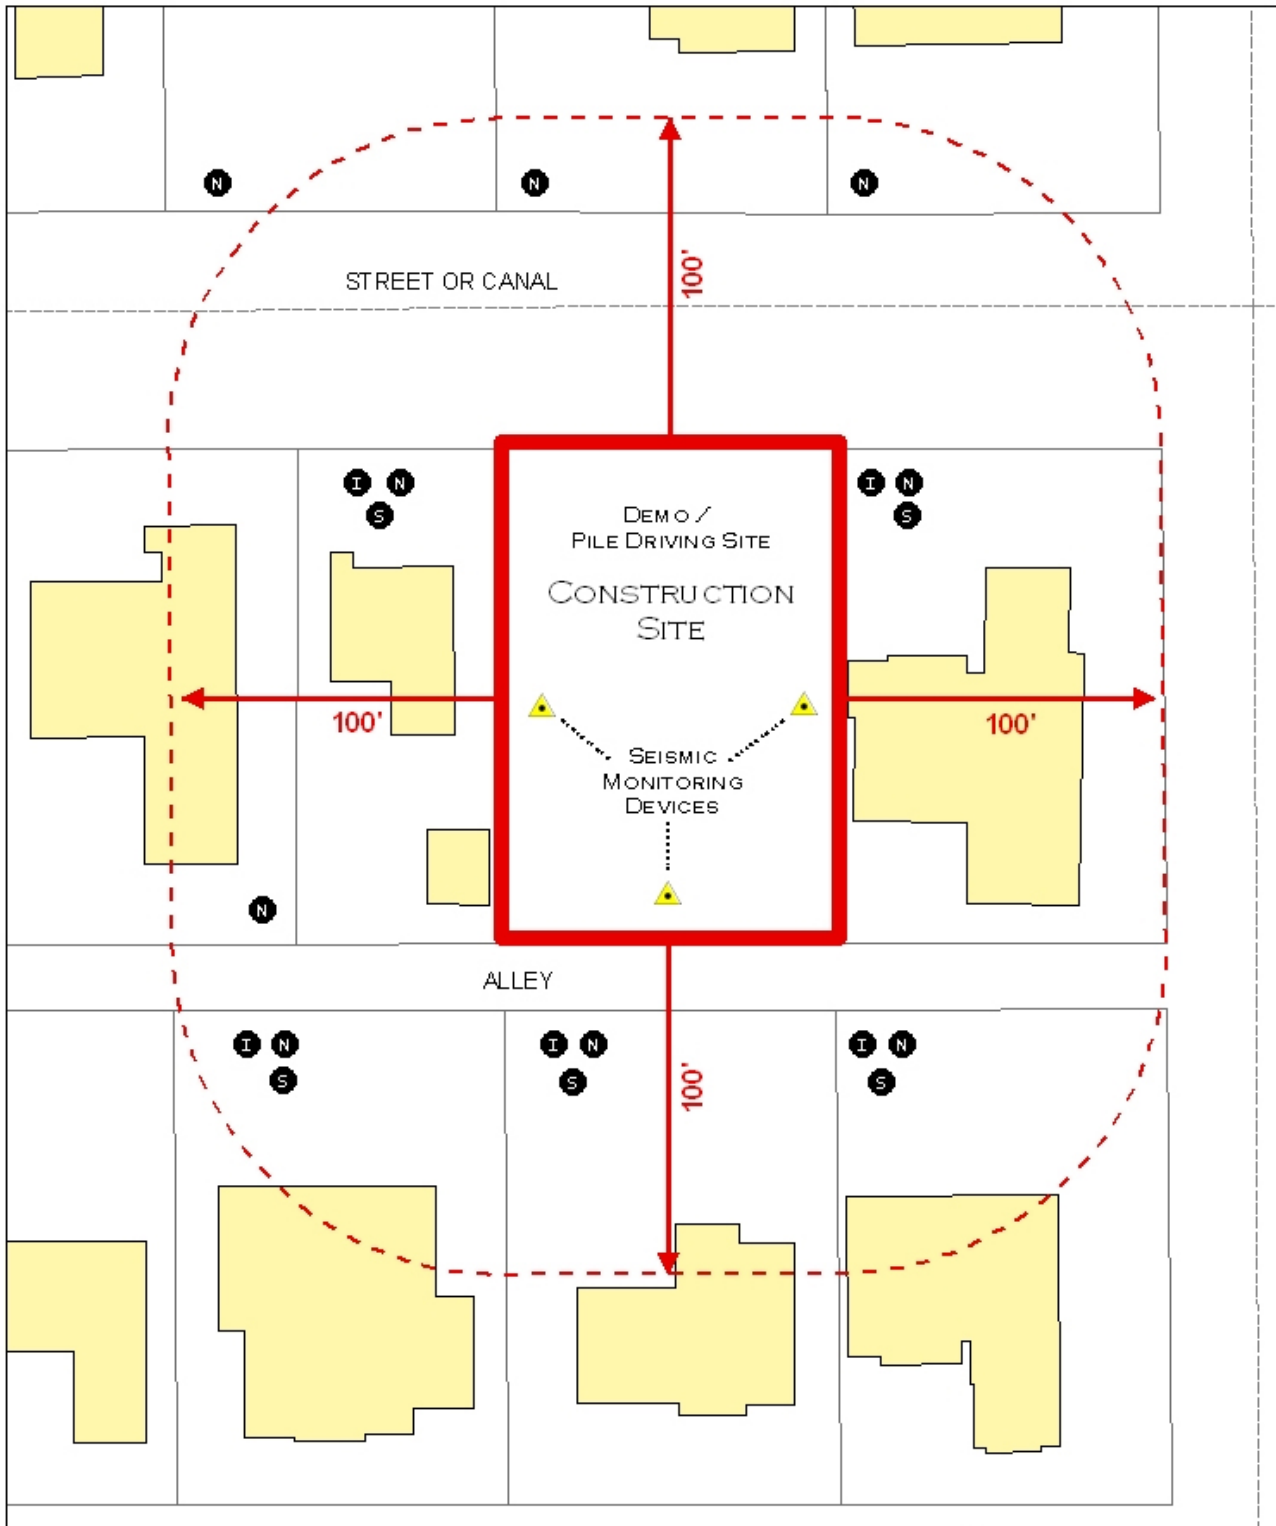 N
N
N
STREET OR CANAL
100'
I N
S
I N
S
DEMO /
PILE DRIVING SITE
CONSTRUCTION
SITE
100'
100'
SEISMIC
MONITORING
DEVICES
N
ALLEY
I N
S
I N
S
I N
S
100'